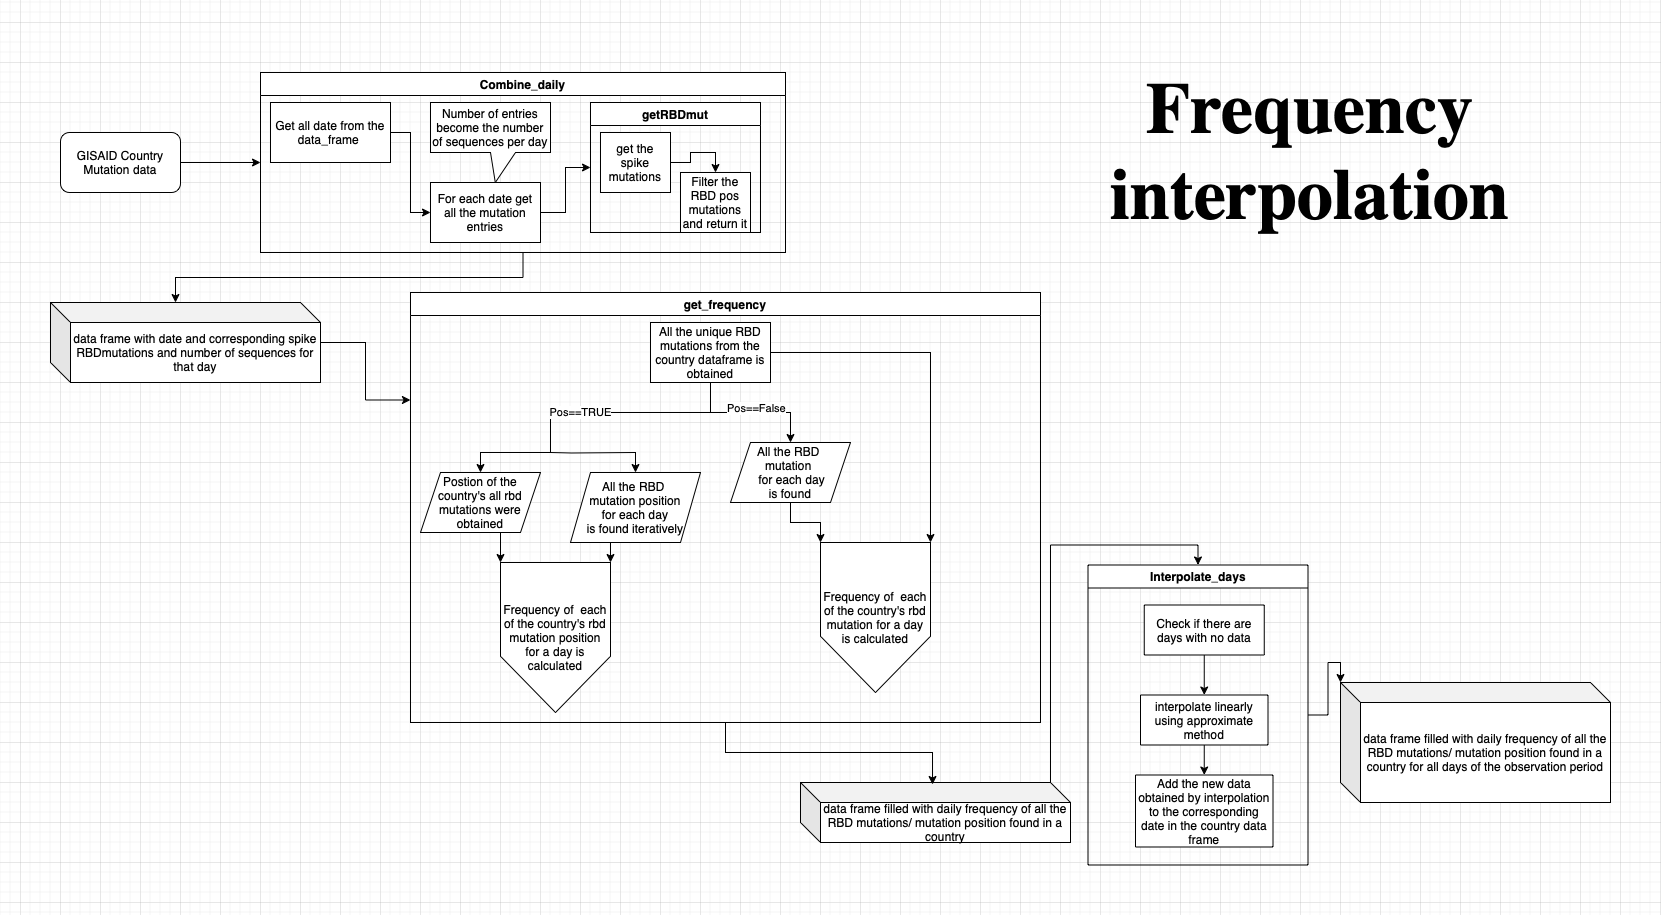 Frequency
interpolation
Combine_daily
GISAID Country
Mutation data
Get all date from the
data_frame
Number of entries
become the number
of sequences per day
For each date get
all the mutation
entries
getRBDmut
get the
spike
mutations
Filter the
RBD pos
mutations
and return it
data frame with date and corresponding spike
RBDmutations and number of sequences for
that day
get_frequency
All the unique RBD
mutations from the
country dataframe is
obtained
Pos==TRUE
Pos==False
Postion of the
country's all rbd
mutations were
obtained
All the RBD
mutation position
for each day
is found iteratively
All the RBD
mutation
for each day
is found
Frequency of each
of the country's rbd
mutation position
for a day is
calculated
Frequency of each
of the country's rbd
mutation for a day
is calculated
data frame filled with daily frequency of all the
RBD mutations/ mutation position found in a
country
Interpolate_days
Check if there are
days with no data
interpolate linearly
using approximate
method
Add the new data
obtained by interpolation
to the corresponding
date in the country data
frame
data frame filled with daily frequency of all the
RBD mutations/ mutation position found in a
country for all days of the observation period